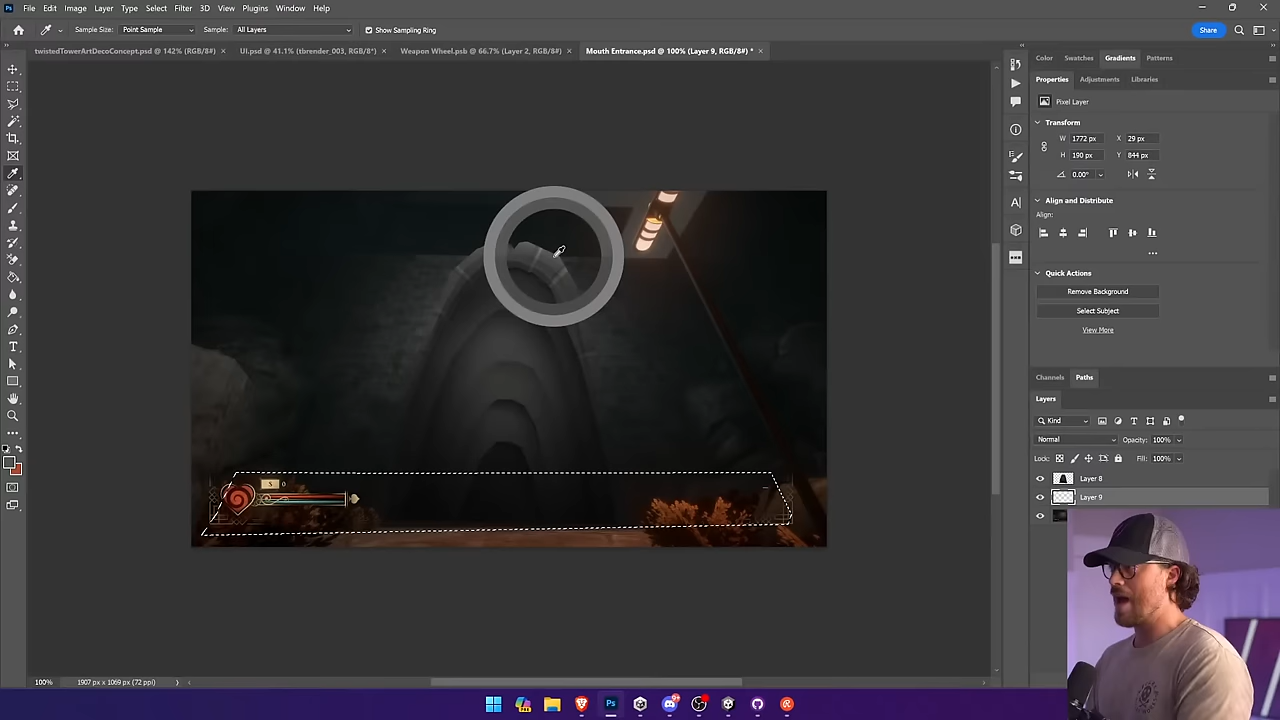 File Edit Image Layer Type Select Filter 3D View Plugins Window Help
Sample Size: Point Sample Sample: All Layers Show Sampling Ring Share
twistedTowerArtDecoConcept.psd @ 142% (RGB/8#) × UI.psd @ 41.1% (tbrender_003, RGB/8*) × Weapon Wheel.psb @ 66.7% (Layer 2, RGB/8#) × Mouth Entrance.psd @ 100% (Layer 9, RGB/8#) * ×
Color Swatches Gradients Patterns
Properties Adjustments Libraries
Pixel Layer
Transform
W 1772 px X 29 px
H 190 px Y 844 px
0.00°
Align and Distribute
Align:
Quick Actions
Remove Background
Select Subject
View More
Channels Paths
Layers
Kind
Normal Opacity: 100%
Lock: Fill: 100%
Layer 8
Layer 9
100% 1907 px x 1069 px (72 ppi)